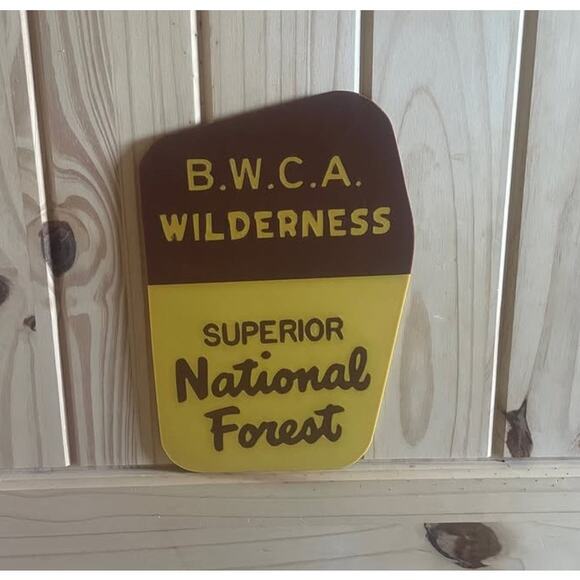 B.W.C.A.
WILDERNESS
SUPERIOR
National
Forest